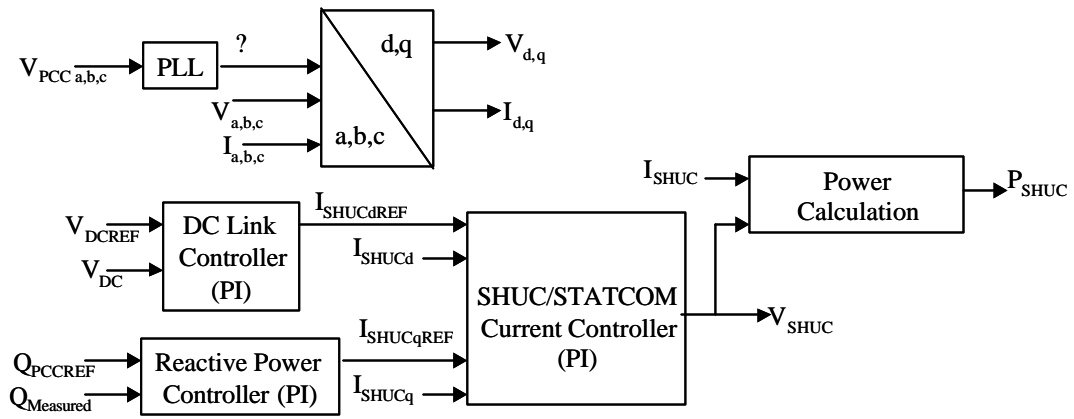 ?
d,q
V_d,q
V_PCC a,b,c
PLL
V_a,b,c
I_d,q
I_a,b,c
a,b,c
I_SHUC
Power
Calculation
P_SHUC
V_DCREF
V_DC
DC Link
Controller
(PI)
I_SHUCdREF
I_SHUCd
SHUC/STATCOM
Current Controller
(PI)
V_SHUC
Q_PCCREF
Q_Measured
Reactive Power
Controller (PI)
I_SHUCqREF
I_SHUCq